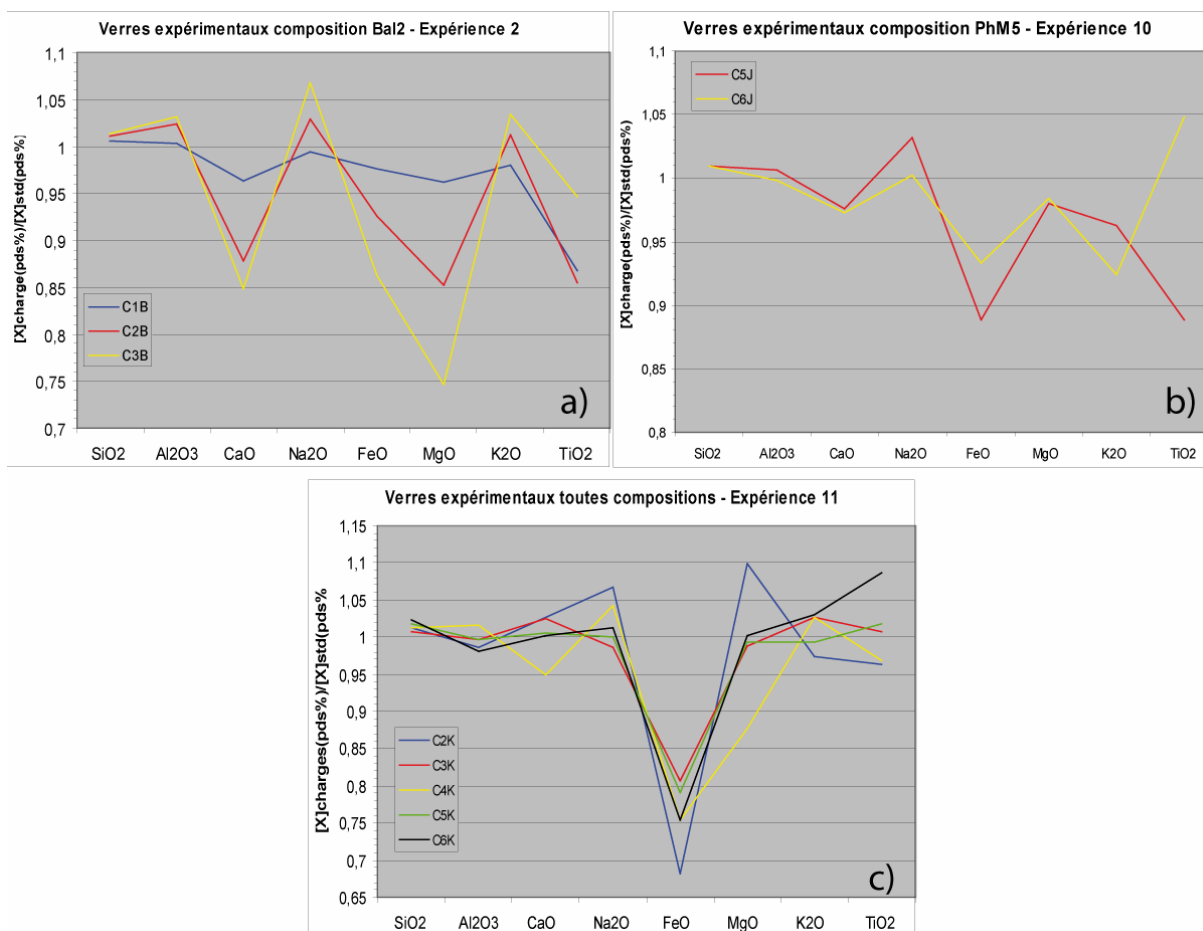 Verres expérimentaux composition Bal2 - Expérience 2
[X]charge(pds%)/[X]std(pds%)
1,1
1,05
1
0,95
0,9
0,85
0,8
0,75
0,7
C1B
C2B
C3B
a)
SiO2 Al2O3 CaO Na2O FeO MgO K2O TiO2
Verres expérimentaux composition PhM5 - Expérience 10
[X]charge(pds%)/[X]std(pds%)
1,1
1,05
1
0,95
0,9
0,85
0,8
C5J
C6J
b)
SiO2 Al2O3 CaO Na2O FeO MgO K2O TiO2
Verres expérimentaux toutes compositions - Expérience 11
[X]charges(pds%)/[X]std(pds%
1,15
1,1
1,05
1
0,95
0,9
0,85
0,8
0,75
0,7
0,65
C2K
C3K
C4K
C5K
C6K
c)
SiO2 Al2O3 CaO Na2O FeO MgO K2O TiO2